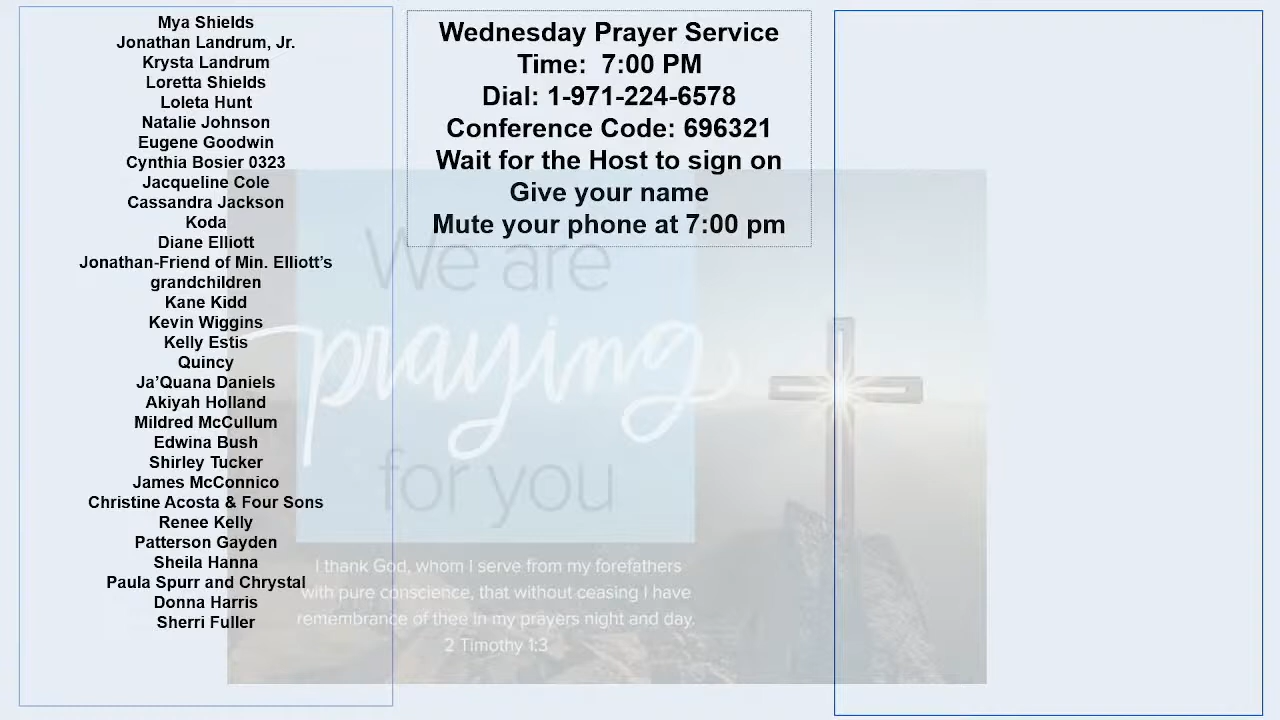 Mya Shields
Jonathan Landrum, Jr.
Krysta Landrum
Loretta Shields
Loleta Hunt
Natalie Johnson
Eugene Goodwin
Cynthia Bosier 0323
Jacqueline Cole
Cassandra Jackson
Koda
Diane Elliott
Jonathan-Friend of Min. Elliott’s
grandchildren
Kane Kidd
Kevin Wiggins
Kelly Estis
Quincy
Ja’Quana Daniels
Akiyah Holland
Mildred McCullum
Edwina Bush
Shirley Tucker
James McConnico
Christine Acosta & Four Sons
Renee Kelly
Patterson Gayden
Sheila Hanna
Paula Spurr and Chrystal
Donna Harris
Sherri Fuller
Wednesday Prayer Service
Time:  7:00 PM
Dial: 1-971-224-6578
Conference Code: 696321
Wait for the Host to sign on
Give your name
Mute your phone at 7:00 pm
We are
praying
for you
I thank God, whom I serve from my forefathers
with pure conscience, that without ceasing I have
remembrance of thee in my prayers night and day.
2 Timothy 1:3